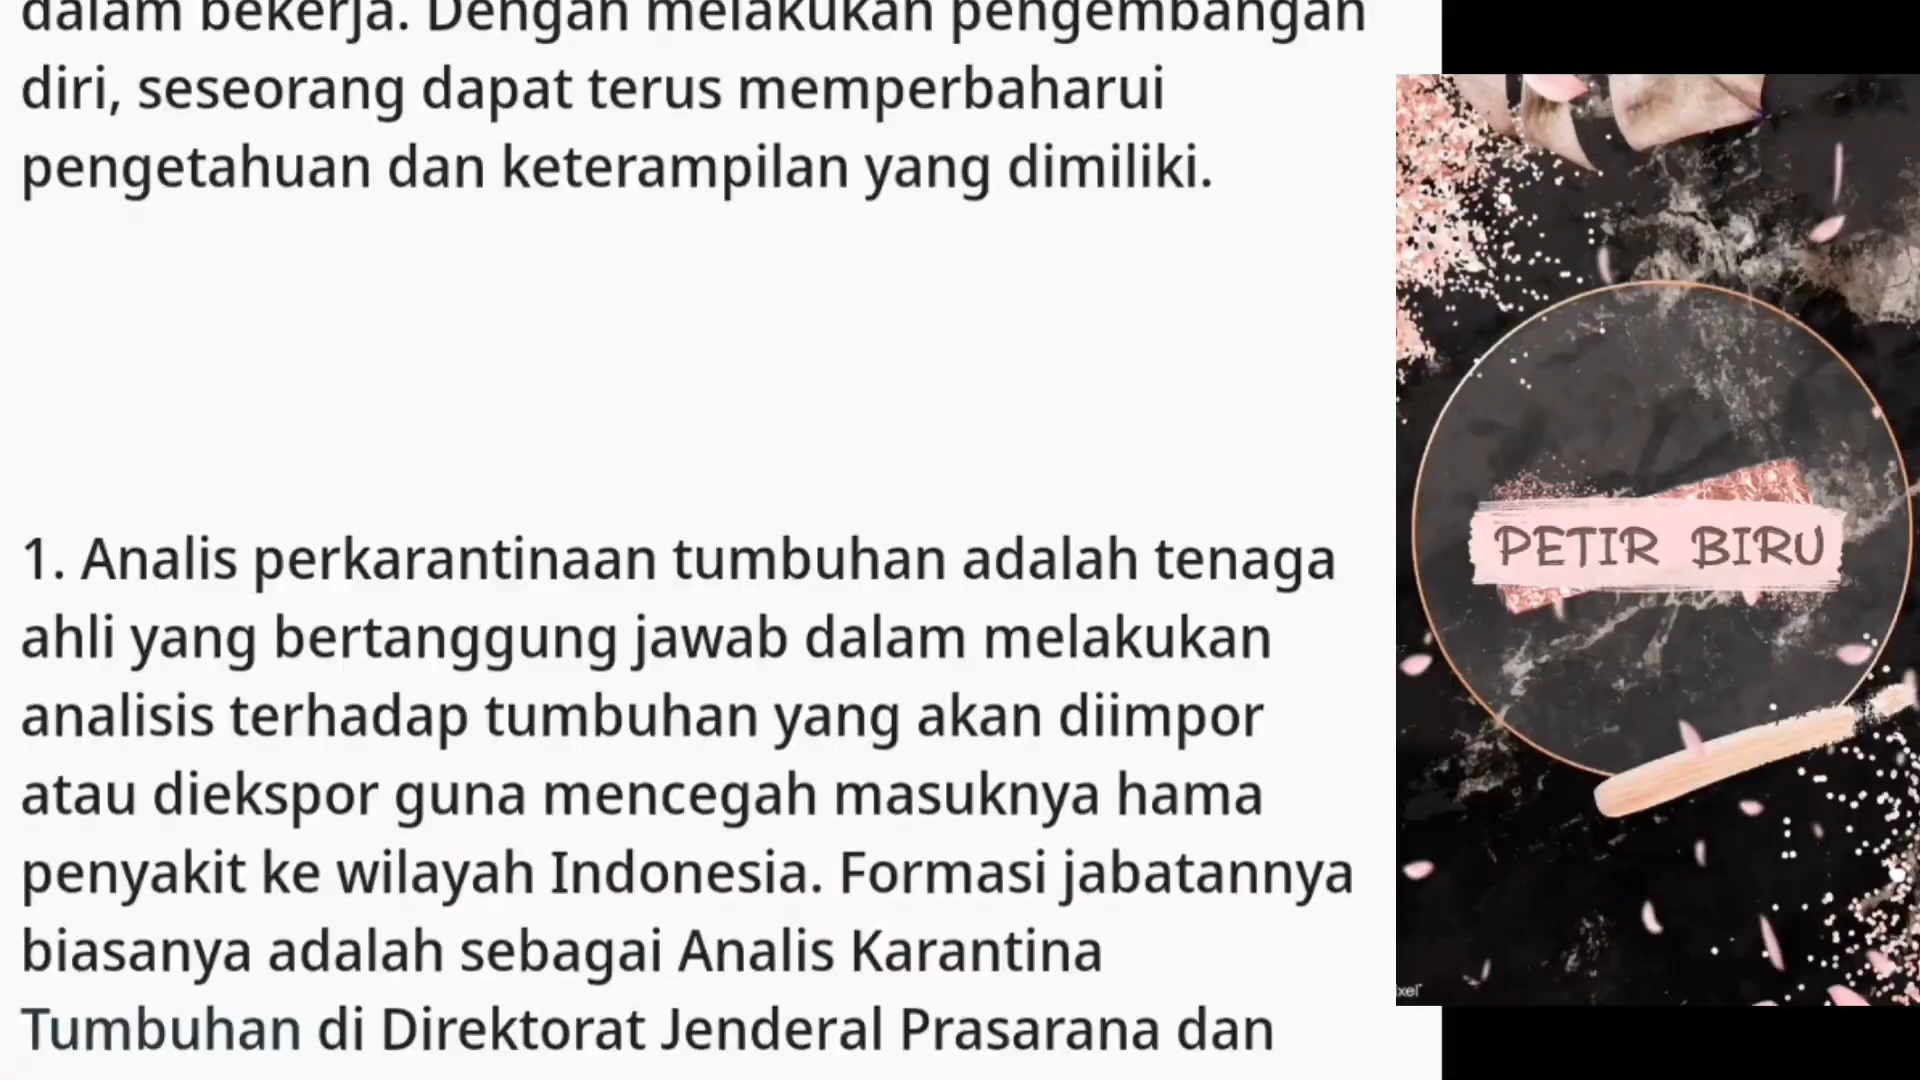 dalam bekerja. Dengan melakukan pengembangan
diri, seseorang dapat terus memperbaharui
pengetahuan dan keterampilan yang dimiliki.
1. Analis perkarantinaan tumbuhan adalah tenaga
ahli yang bertanggung jawab dalam melakukan
analisis terhadap tumbuhan yang akan diimpor
atau diekspor guna mencegah masuknya hama
penyakit ke wilayah Indonesia. Formasi jabatannya
biasanya adalah sebagai Analis Karantina
Tumbuhan di Direktorat Jenderal Prasarana dan
PETIR BIRU